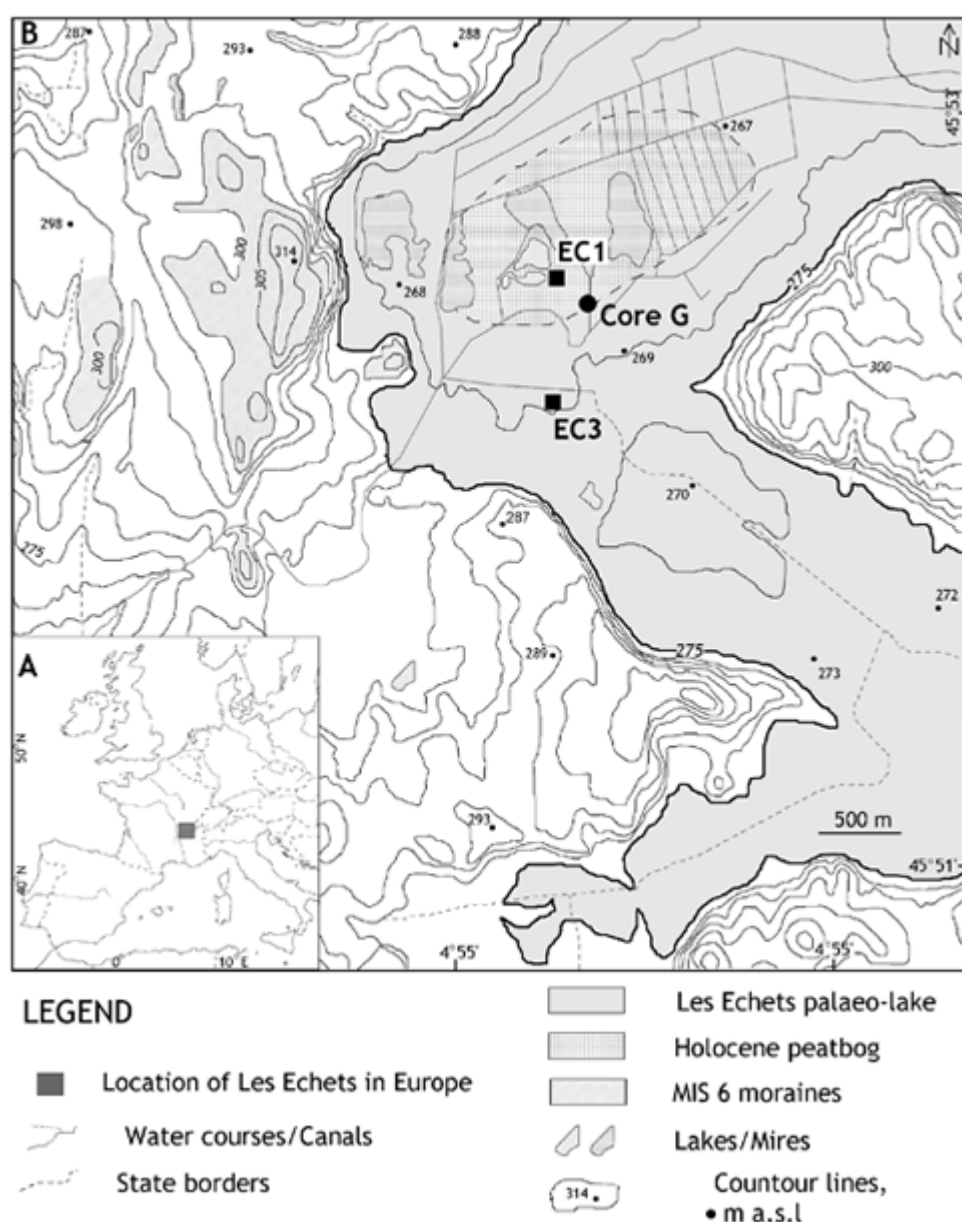 B
287
293
288
N
45°53'
267
298
300
314
305
EC1
268
Core G
275
269
300
300
EC3
270
287
275
272
289
275
273
A
50°N
40°N
0°
10°E
293
500 m
45°51'
4°55'
4°55'
LEGEND
Location of Les Echets in Europe
Water courses/Canals
State borders
Les Echets palaeo-lake
Holocene peatbog
MIS 6 moraines
Lakes/Mires
314
Countour lines,
• m a.s.l